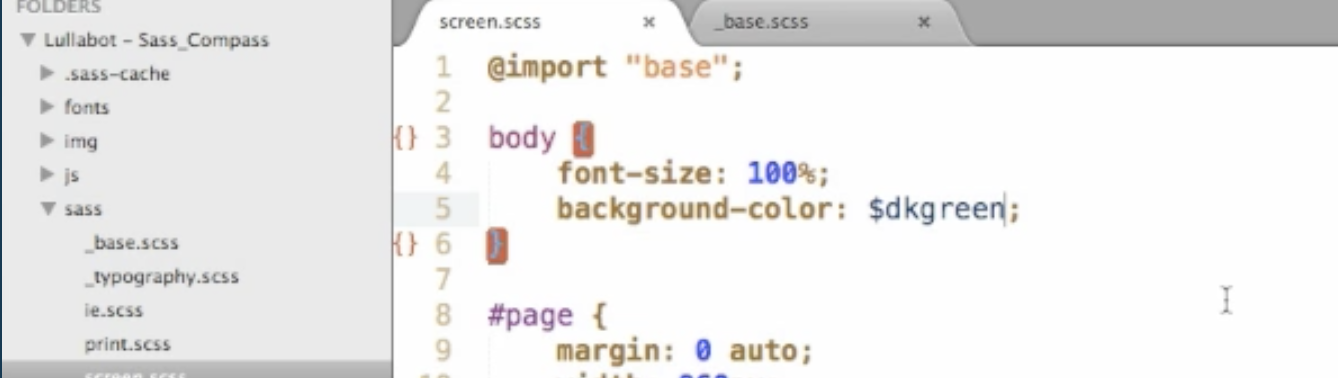 FOLDERS
Lullabot – Sass_Compass
.sass-cache
fonts
img
js
sass
_base.scss
_typography.scss
ie.scss
print.scss
screen.scss
screen.scss × _base.scss ×
1 @import "base";
2
{} 3 body {
4 font-size: 100%;
5 background-color: $dkgreen;
{} 6 }
7
8 #page {
9 margin: 0 auto;